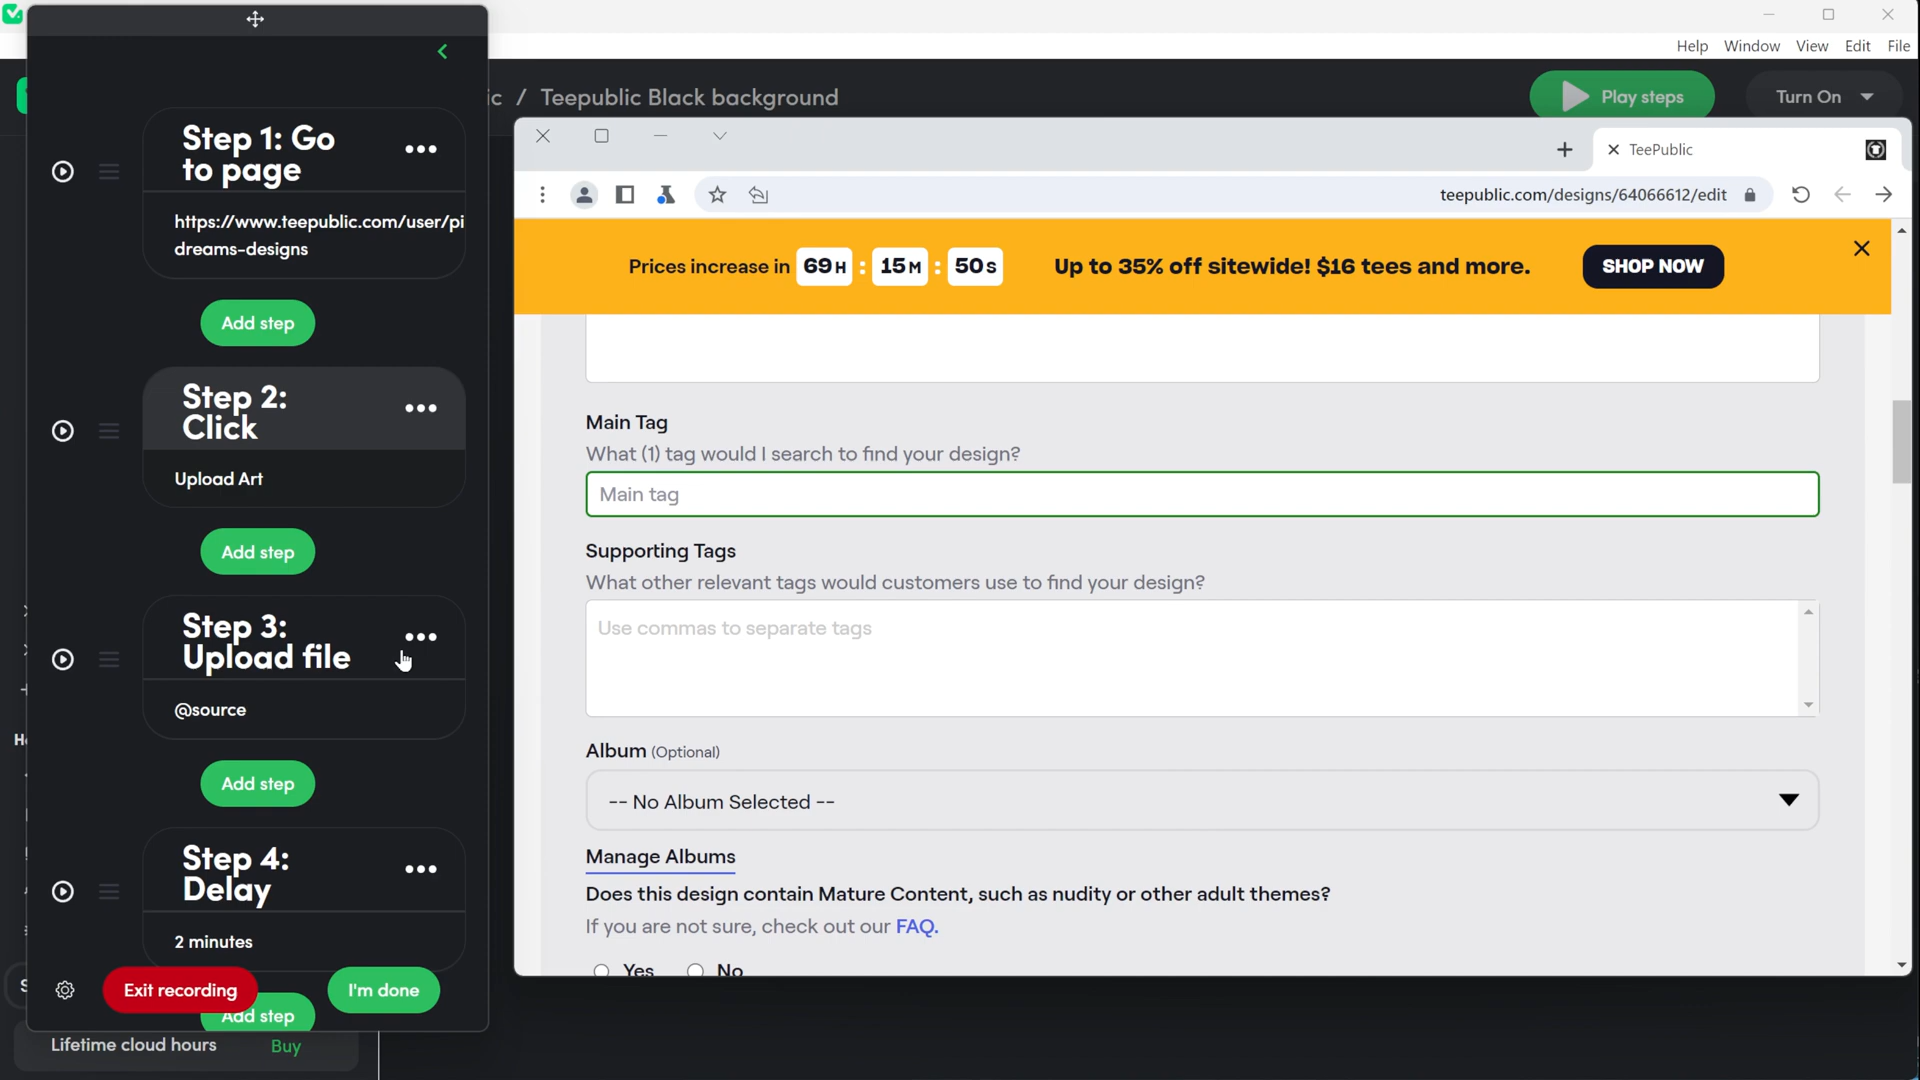 Help Window View Edit File
ic / Teepublic Black background
Play steps
Turn On
Step 1: Go
to page
https://www.teepublic.com/user/pi
dreams-designs
Add step
Step 2:
Click
Upload Art
Add step
Step 3:
Upload file
@source
Add step
Step 4:
Delay
2 minutes
Exit recording
I'm done
Add step
Lifetime cloud hours
Buy
TeePublic
teepublic.com/designs/64066612/edit
Prices increase in 69H : 15M : 50S
Up to 35% off sitewide! $16 tees and more.
SHOP NOW
Main Tag
What (1) tag would I search to find your design?
Main tag
Supporting Tags
What other relevant tags would customers use to find your design?
Use commas to separate tags
Album (Optional)
-- No Album Selected --
Manage Albums
Does this design contain Mature Content, such as nudity or other adult themes?
If you are not sure, check out our FAQ.
Yes No